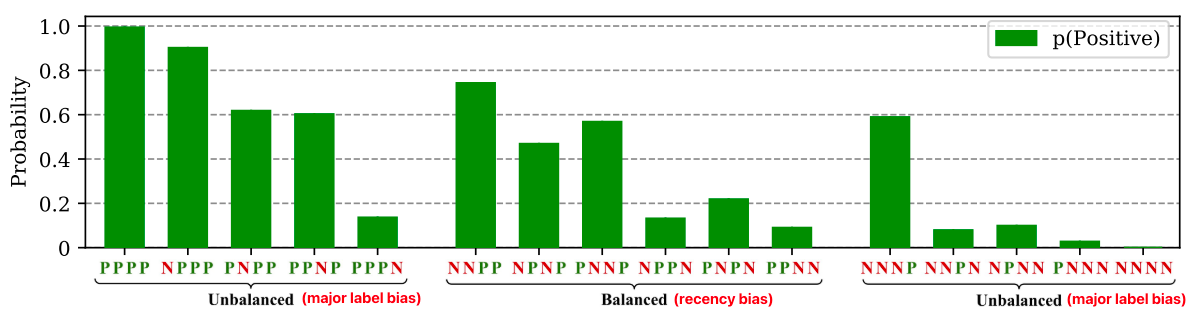 p(Positive)
Probability
1.0
0.8
0.6
0.4
0.2
0
PPPP NPPP PNPP PPNP PPPN NNPP NPNP PNNP NPPN PNPN PPNN NNNP NNPN NPNN PNNN NNNN
Unbalanced (major label bias) Balanced (recency bias) Unbalanced (major label bias)